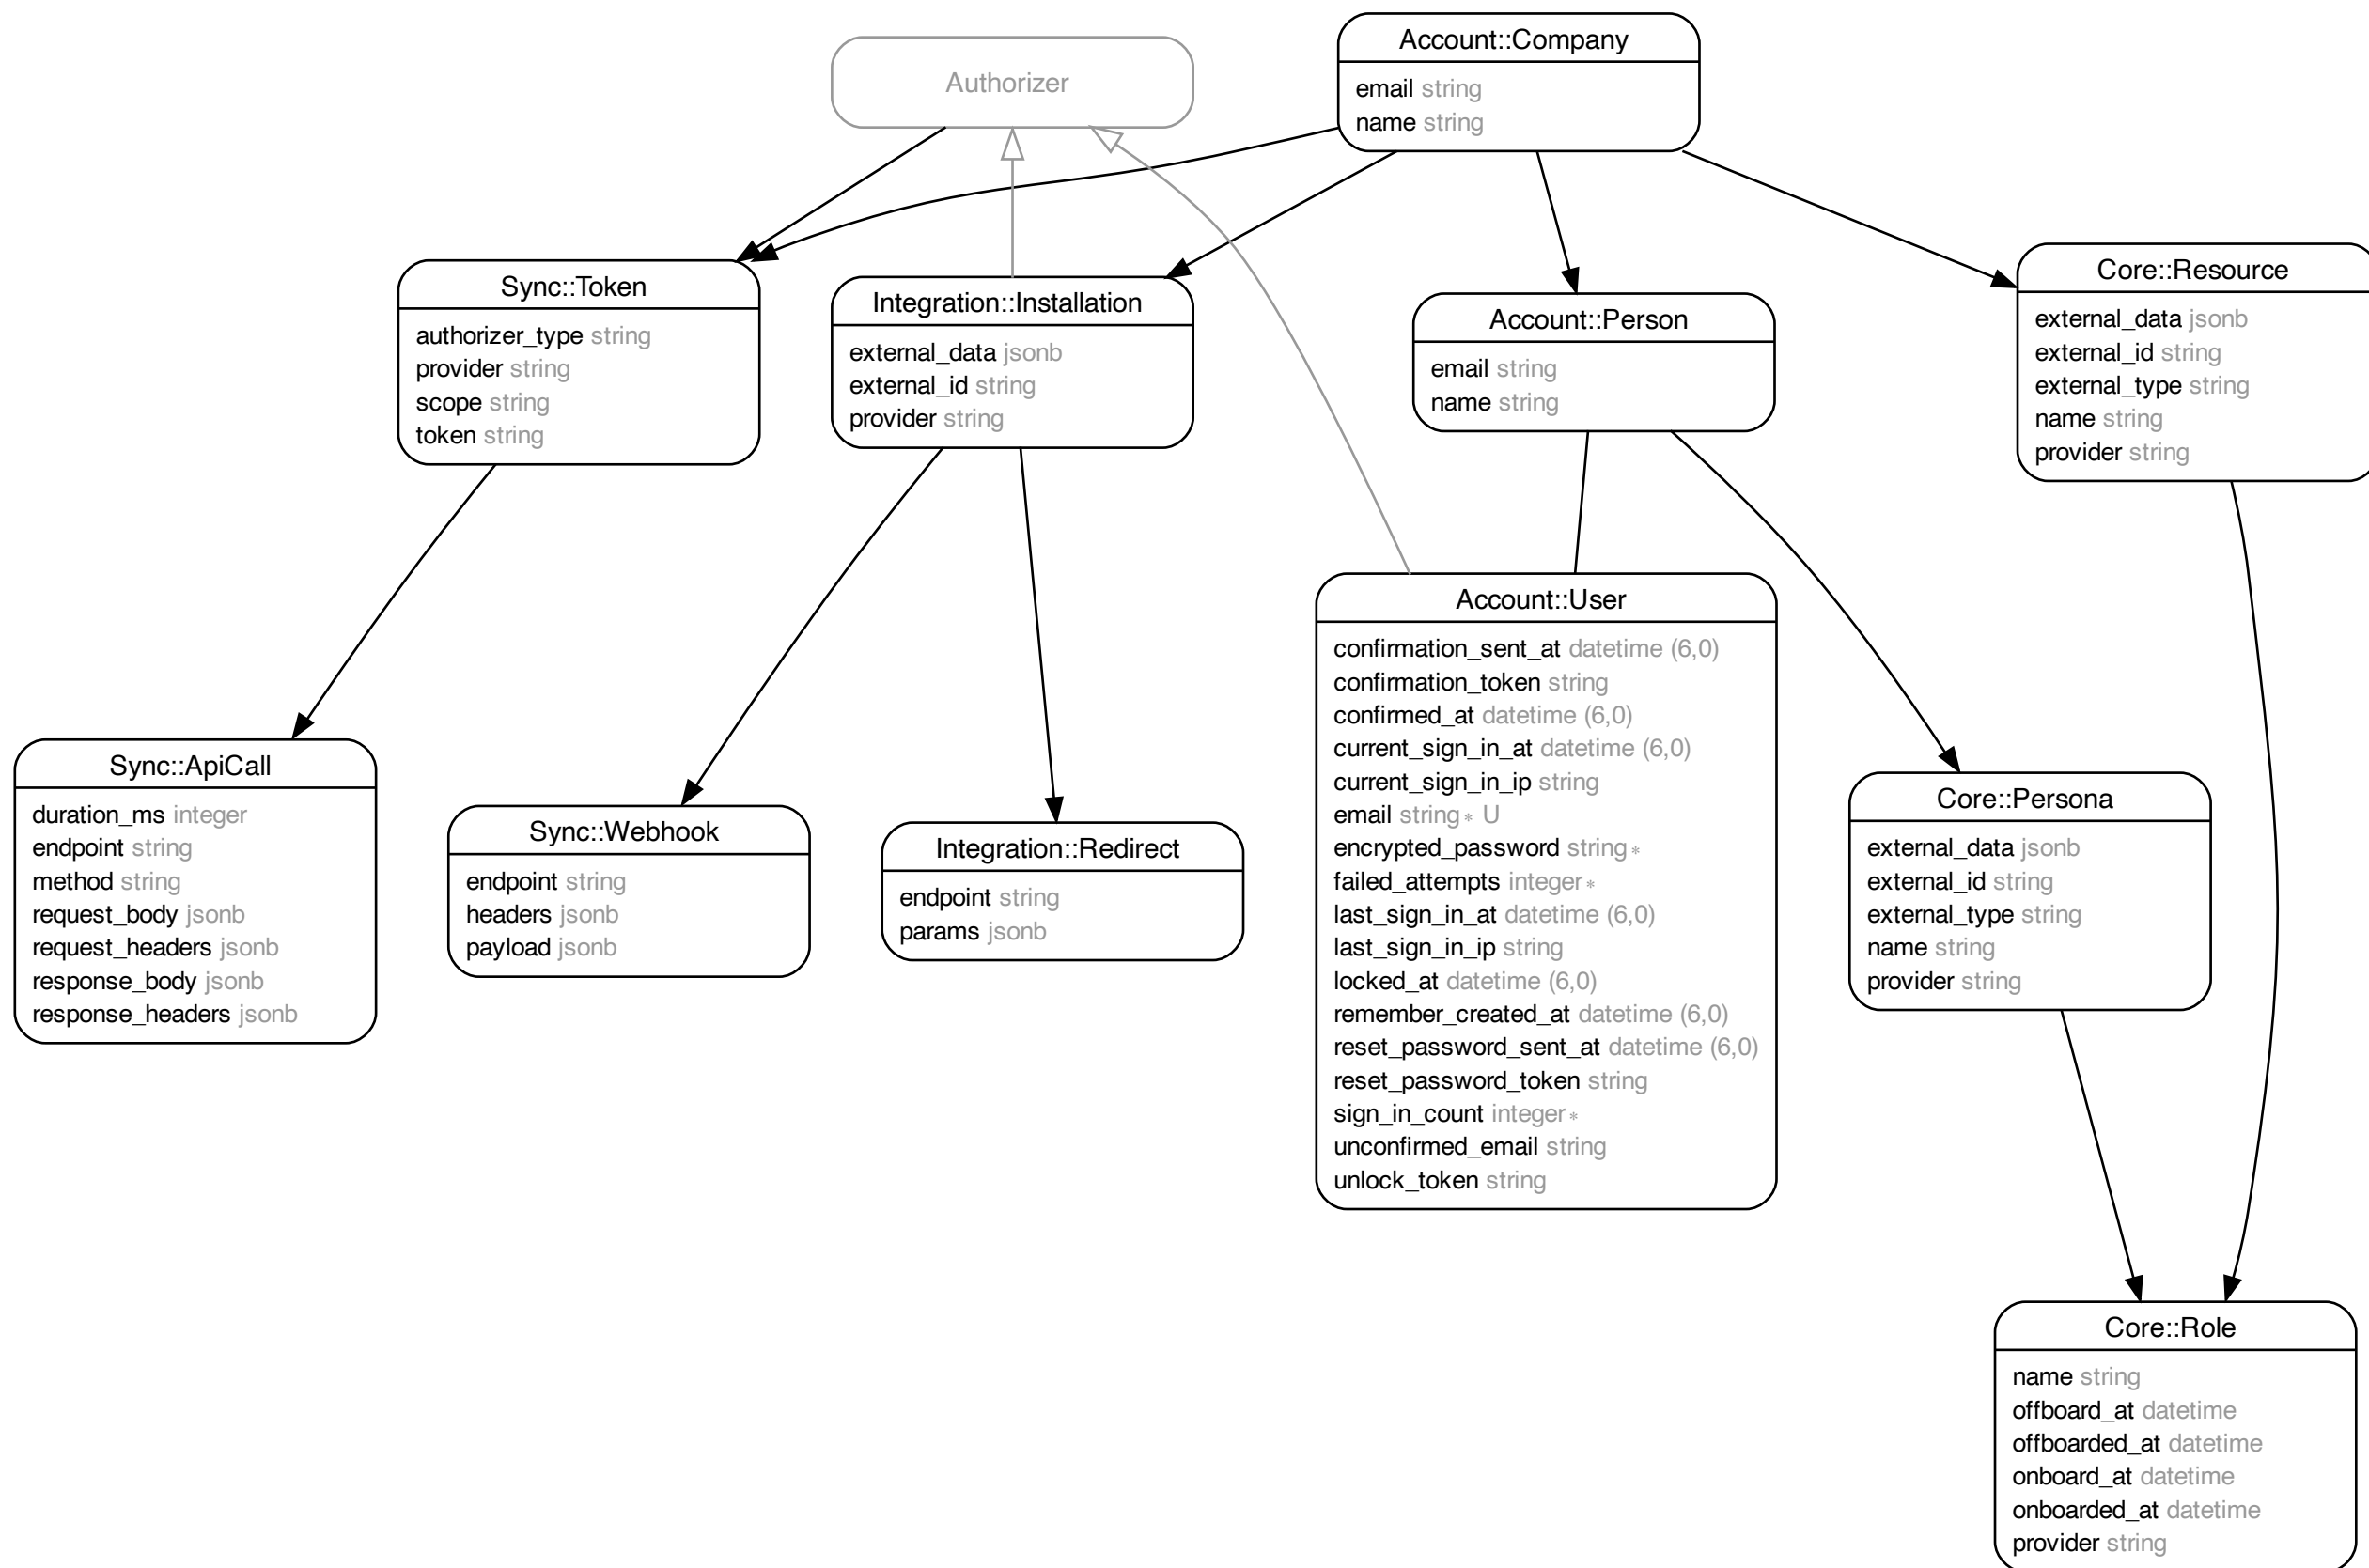 Authorizer
Account::Company
email string
name string
Sync::Token
authorizer_type string
provider string
scope string
token string
Integration::Installation
external_data jsonb
external_id string
provider string
Account::Person
email string
name string
Core::Resource
external_data jsonb
external_id string
external_type string
name string
provider string
Account::User
confirmation_sent_at datetime (6,0)
confirmation_token string
confirmed_at datetime (6,0)
current_sign_in_at datetime (6,0)
current_sign_in_ip string
email string∗ U
encrypted_password string∗
failed_attempts integer∗
last_sign_in_at datetime (6,0)
last_sign_in_ip string
locked_at datetime (6,0)
remember_created_at datetime (6,0)
reset_password_sent_at datetime (6,0)
reset_password_token string
sign_in_count integer∗
unconfirmed_email string
unlock_token string
Sync::ApiCall
duration_ms integer
endpoint string
method string
request_body jsonb
request_headers jsonb
response_body jsonb
response_headers jsonb
Sync::Webhook
endpoint string
headers jsonb
payload jsonb
Integration::Redirect
endpoint string
params jsonb
Core::Persona
external_data jsonb
external_id string
external_type string
name string
provider string
Core::Role
name string
offboard_at datetime
offboarded_at datetime
onboard_at datetime
onboarded_at datetime
provider string